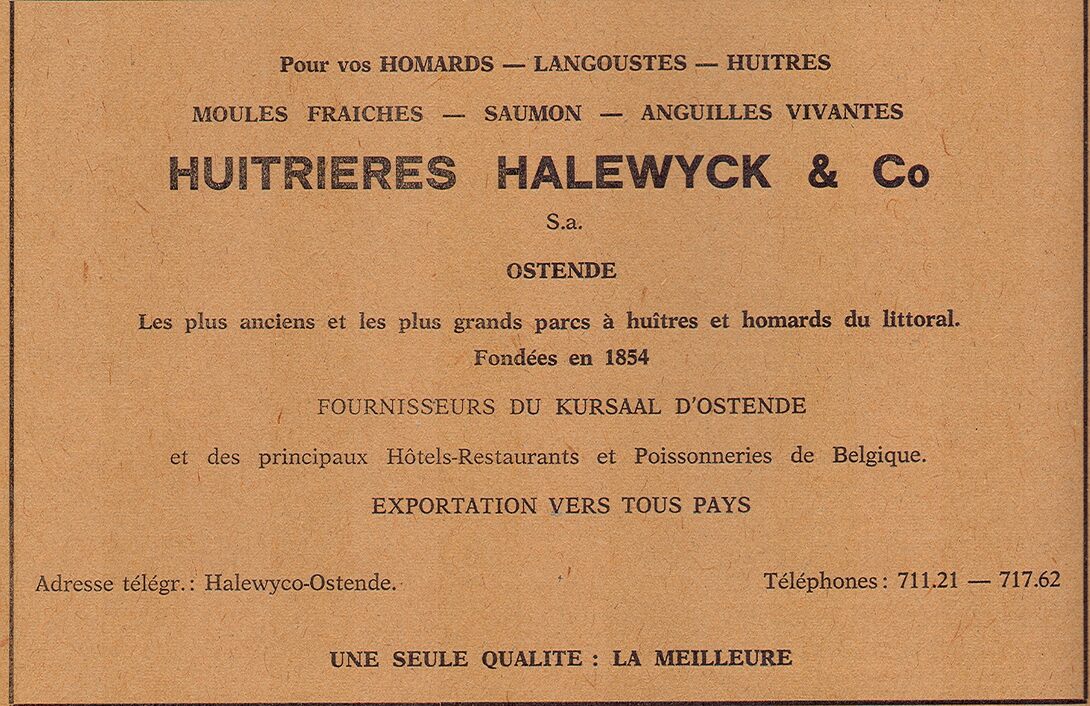 Pour vos HOMARDS — LANGOUSTES — HUITRES
MOULES FRAICHES — SAUMON — ANGUILLES VIVANTES
HUITRIERES HALEWYCK & Co
S.a.
OSTENDE
Les plus anciens et les plus grands parcs à huîtres et homards du littoral.
Fondées en 1854
FOURNISSEURS DU KURSAAL D'OSTENDE
et des principaux Hôtels-Restaurants et Poissonneries de Belgique.
EXPORTATION VERS TOUS PAYS
Adresse télégr.: Halewyco-Ostende.
Téléphones: 711.21 — 717.62
UNE SEULE QUALITE : LA MEILLEURE